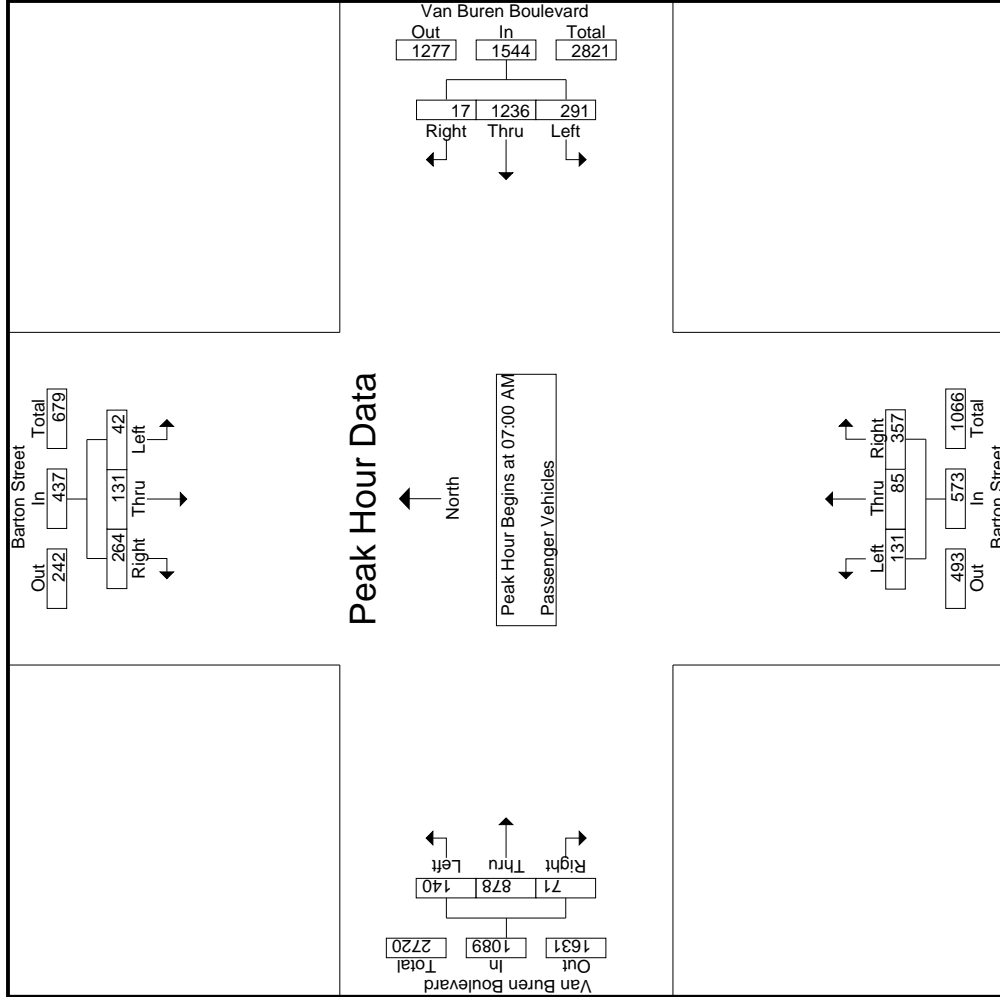 Van Buren Boulevard
Out In Total
1277 1544 2821
17 1236 291
Right Thru Left
Barton Street
Out In Total
242 437 679
264 131 42
Right Thru Left
Peak Hour Data
North
Peak Hour Begins at 07:00 AM
Passenger Vehicles
Left Thru Right
131 85 357
493 573 1066
Out In Total
Barton Street
Left Thru Right
140 878 71
2720 1089 1631
Total In Out
Van Buren Boulevard